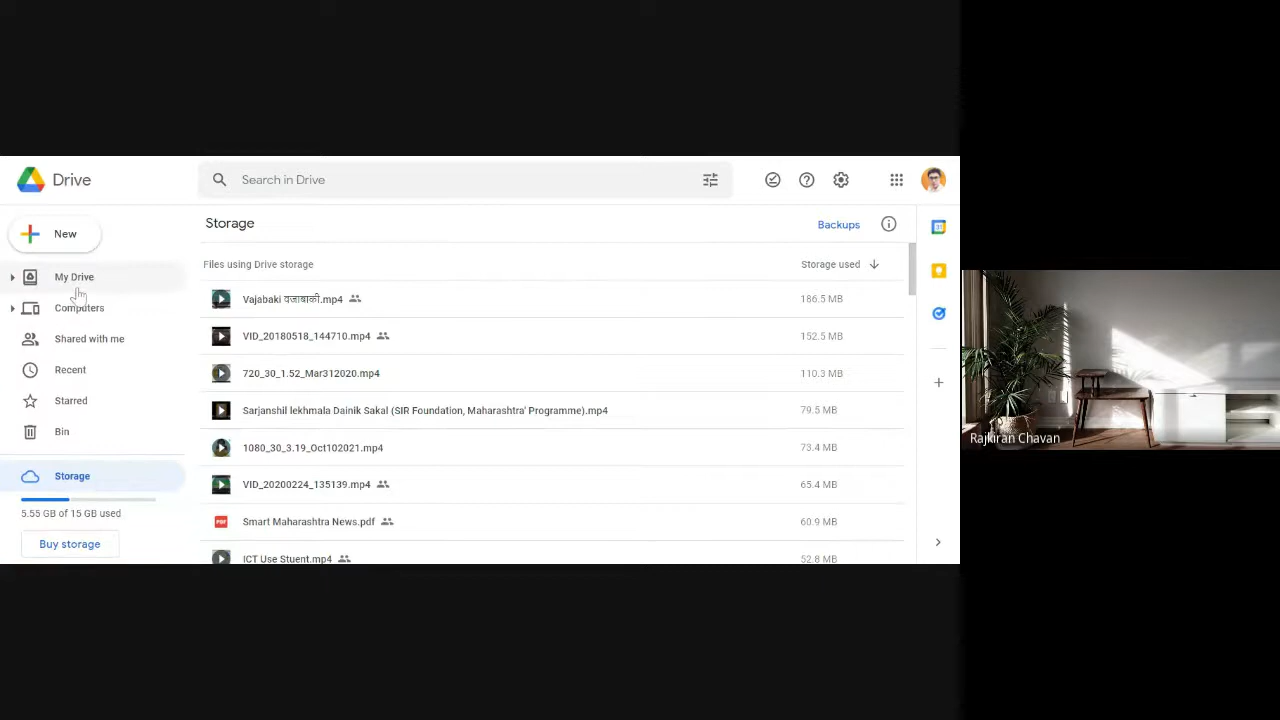 Drive
Search in Drive
New
My Drive
Computers
Shared with me
Recent
Starred
Bin
Storage
5.55 GB of 15 GB used
Buy storage
Storage
Backups
Files using Drive storage
Storage used
Vajabaki वजाबाकी.mp4
186.5 MB
VID_20180518_144710.mp4
152.5 MB
720_30_1.52_Mar312020.mp4
110.3 MB
Sarjanshil lekhmala Dainik Sakal (SIR Foundation, Maharashtra' Programme).mp4
79.5 MB
1080_30_3.19_Oct102021.mp4
73.4 MB
VID_20200224_135139.mp4
65.4 MB
PDF
Smart Maharashtra News.pdf
60.9 MB
ICT Use Stuent.mp4
52.8 MB
31
Rajkiran Chavan